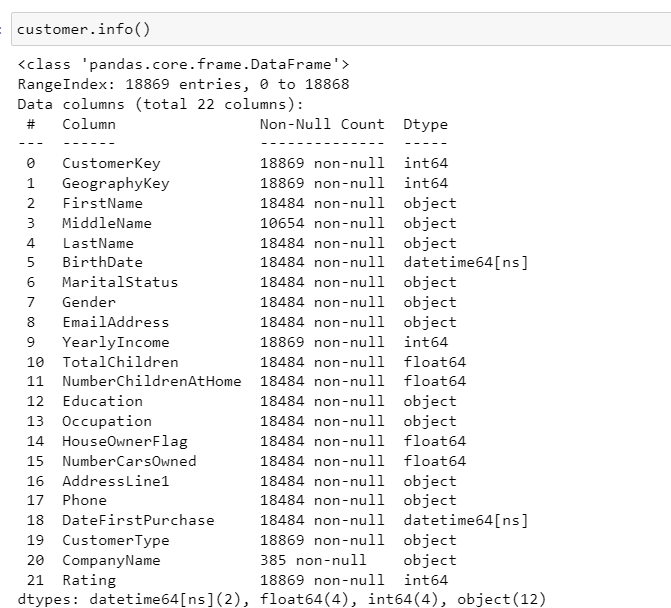 customer.info()
<class 'pandas.core.frame.DataFrame'>
RangeIndex: 18869 entries, 0 to 18868
Data columns (total 22 columns):
 #   Column                Non-Null Count  Dtype
---  ------                --------------  -----
 0   CustomerKey           18869 non-null  int64
 1   GeographyKey          18869 non-null  int64
 2   FirstName             18484 non-null  object
 3   MiddleName            10654 non-null  object
 4   LastName              18484 non-null  object
 5   BirthDate             18484 non-null  datetime64[ns]
 6   MaritalStatus         18484 non-null  object
 7   Gender                18484 non-null  object
 8   EmailAddress          18484 non-null  object
 9   YearlyIncome          18869 non-null  int64
 10  TotalChildren         18484 non-null  float64
 11  NumberChildrenAtHome  18484 non-null  float64
 12  Education             18484 non-null  object
 13  Occupation            18484 non-null  object
 14  HouseOwnerFlag        18484 non-null  float64
 15  NumberCarsOwned       18484 non-null  float64
 16  AddressLine1          18484 non-null  object
 17  Phone                 18484 non-null  object
 18  DateFirstPurchase     18484 non-null  datetime64[ns]
 19  CustomerType          18869 non-null  object
 20  CompanyName           385 non-null    object
 21  Rating                18869 non-null  int64
dtypes: datetime64[ns](2), float64(4), int64(4), object(12)